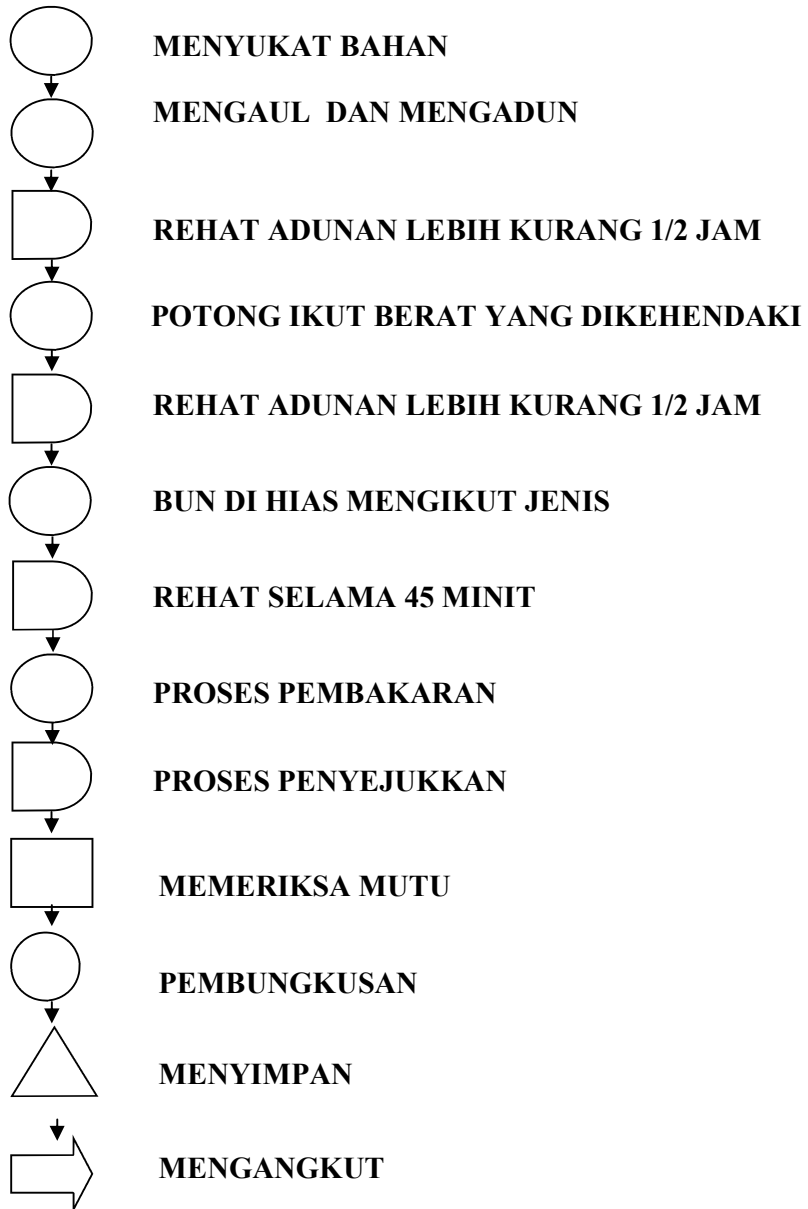 MENYUKAT BAHAN
MENGAUL DAN MENGADUN
REHAT ADUNAN LEBIH KURANG 1/2 JAM
POTONG IKUT BERAT YANG DIKEHENDAKI
REHAT ADUNAN LEBIH KURANG 1/2 JAM
BUN DI HIAS MENGIKUT JENIS
REHAT SELAMA 45 MINIT
PROSES PEMBAKARAN
PROSES PENYEJUKKAN
MEMERIKSA MUTU
PEMBUNGKUSAN
MENYIMPAN
MENGANGKUT